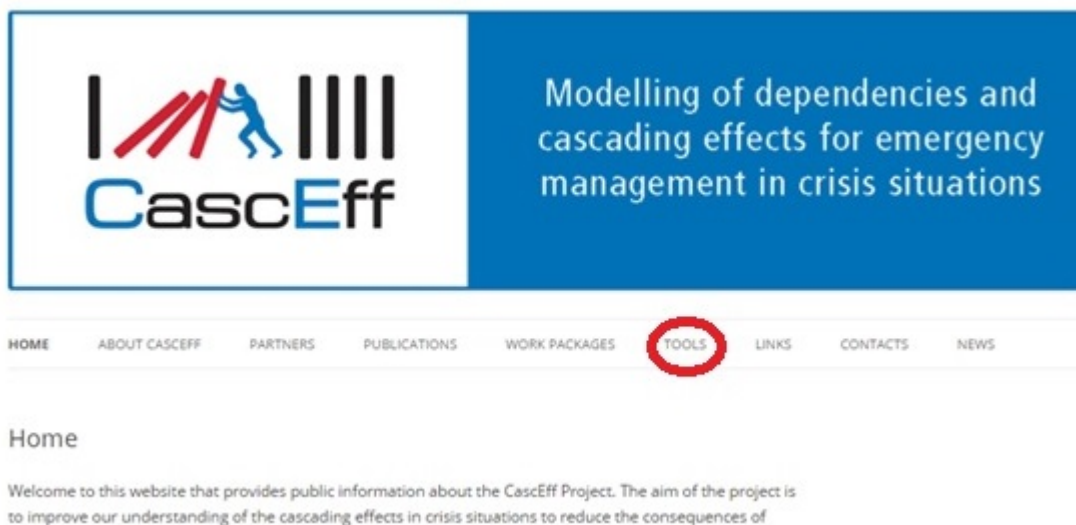 CascEff
Modelling of dependencies and
cascading effects for emergency
management in crisis situations
HOME ABOUT CASCEFF PARTNERS PUBLICATIONS WORK PACKAGES TOOLS LINKS CONTACTS NEWS
Home
Welcome to this website that provides public information about the CascEff Project. The aim of the project is
to improve our understanding of the cascading effects in crisis situations to reduce the consequences of